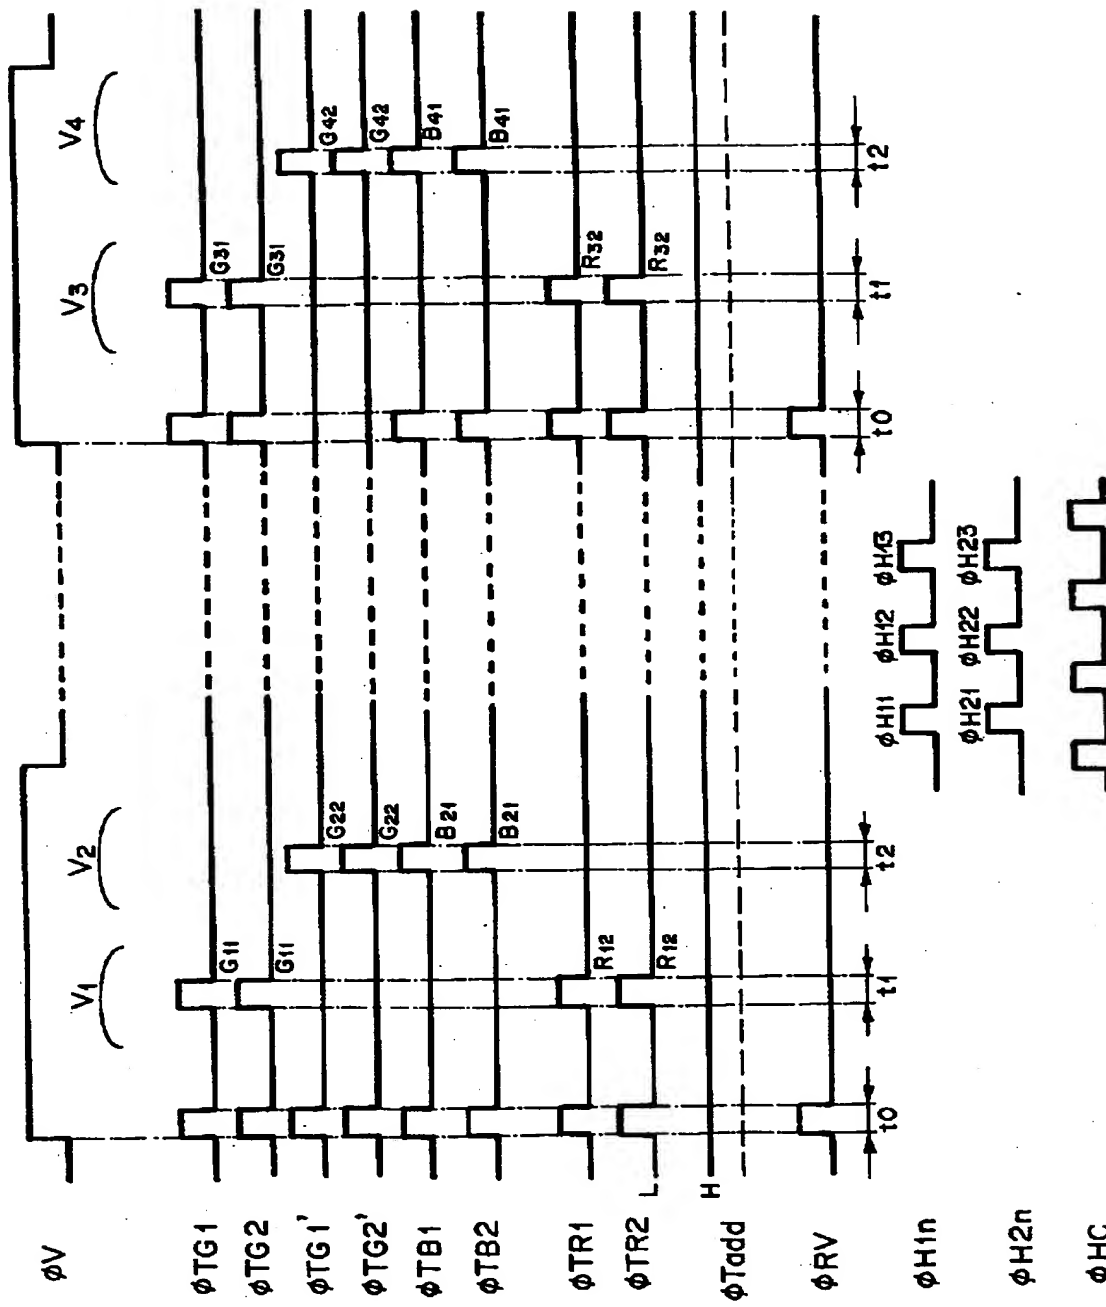 φV
V1
V2
V3
V4
φTG1
G11
G31
φTG2
G11
G31
φTG1'
G22
G42
φTG2'
G22
G42
φTB1
B21
B41
φTB2
B21
B41
φTR1
R12
R32
φTR2
L
R12
R32
H
φTadd
φRV
t0
t1
t2
t0
t1
t2
φH1n
φH11
φH12
φH13
φH2n
φH21
φH22
φH23
φHC